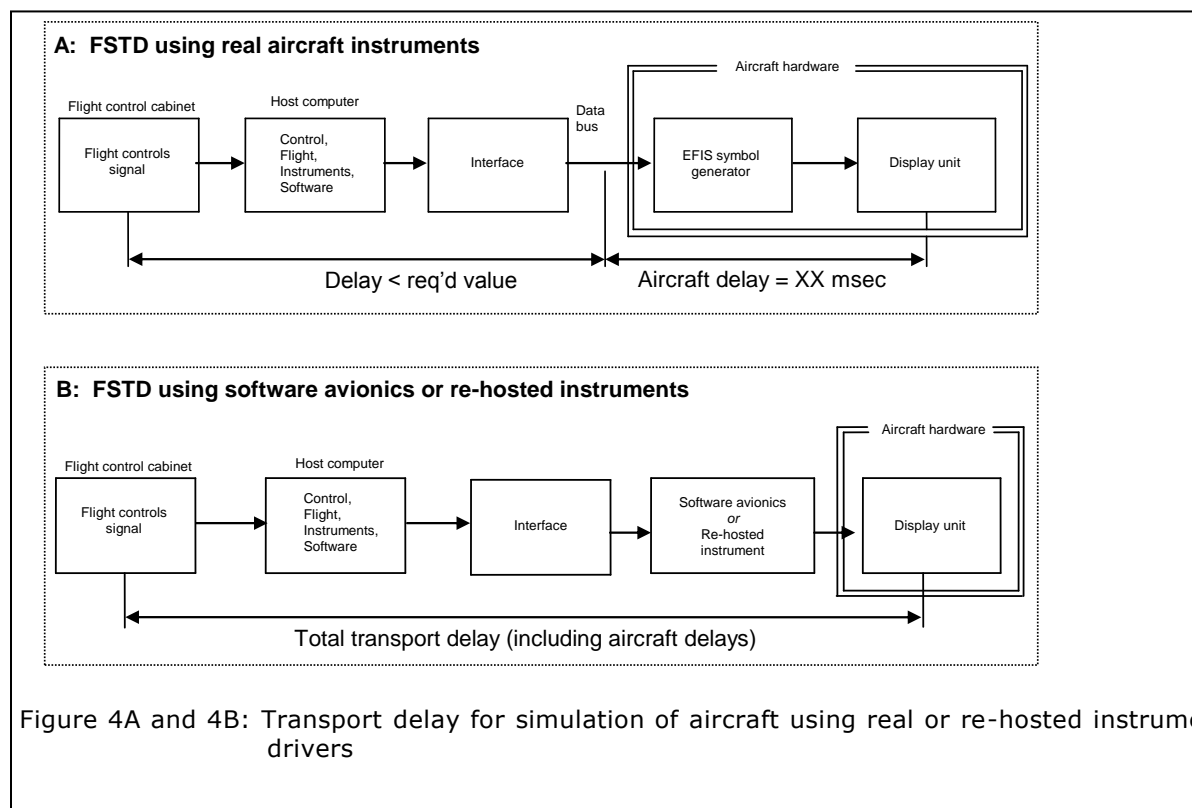 A: FSTD using real aircraft instruments
Aircraft hardware
Flight control cabinet
Host computer
Data
bus
Flight controls
signal
Control,
Flight,
Instruments,
Software
Interface
EFIS symbol
generator
Display unit
Delay < req'd value
Aircraft delay = XX msec
B: FSTD using software avionics or re-hosted instruments
Aircraft hardware
Flight control cabinet
Host computer
Flight controls
signal
Control,
Flight,
Instruments,
Software
Interface
Software avionics
or
Re-hosted
instrument
Display unit
Total transport delay (including aircraft delays)
Figure 4A and 4B: Transport delay for simulation of aircraft using real or re-hosted instrume
drivers